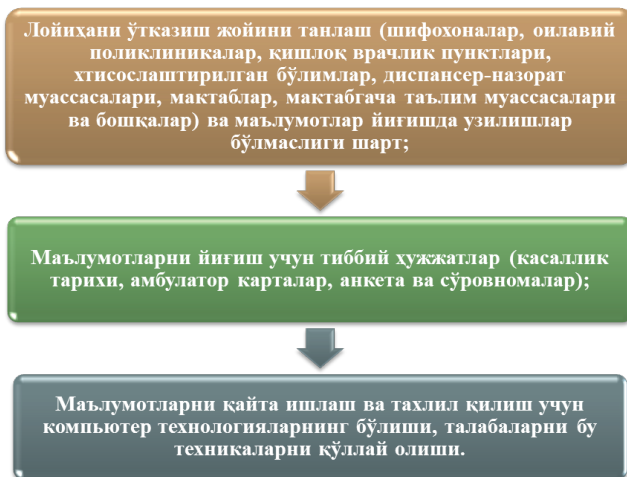 Лойиҳани ўтказиш жойини танлаш (шифохоналар, оилавий
поликлиникалар, қишлоқ врачлик пунктлари,
хтисослаштирилган бўлимлар, диспансер-назорат
муассасалари, мактаблар, мактабгача таълим муассасалари
ва бошқалар) ва маълумотлар йиғишда узилишлар
бўлмаслиги шарт;
Маълумотларни йиғиш учун тиббий ҳужжатлар (касаллик
тарихи, амбулатор карталар, анкета ва сўровномалар);
Маълумотларни қайта ишлаш ва тахлил қилиш учун
компьютер технологияларнинг бўлиши, талабаларни бу
техникаларни қўллай олиши.